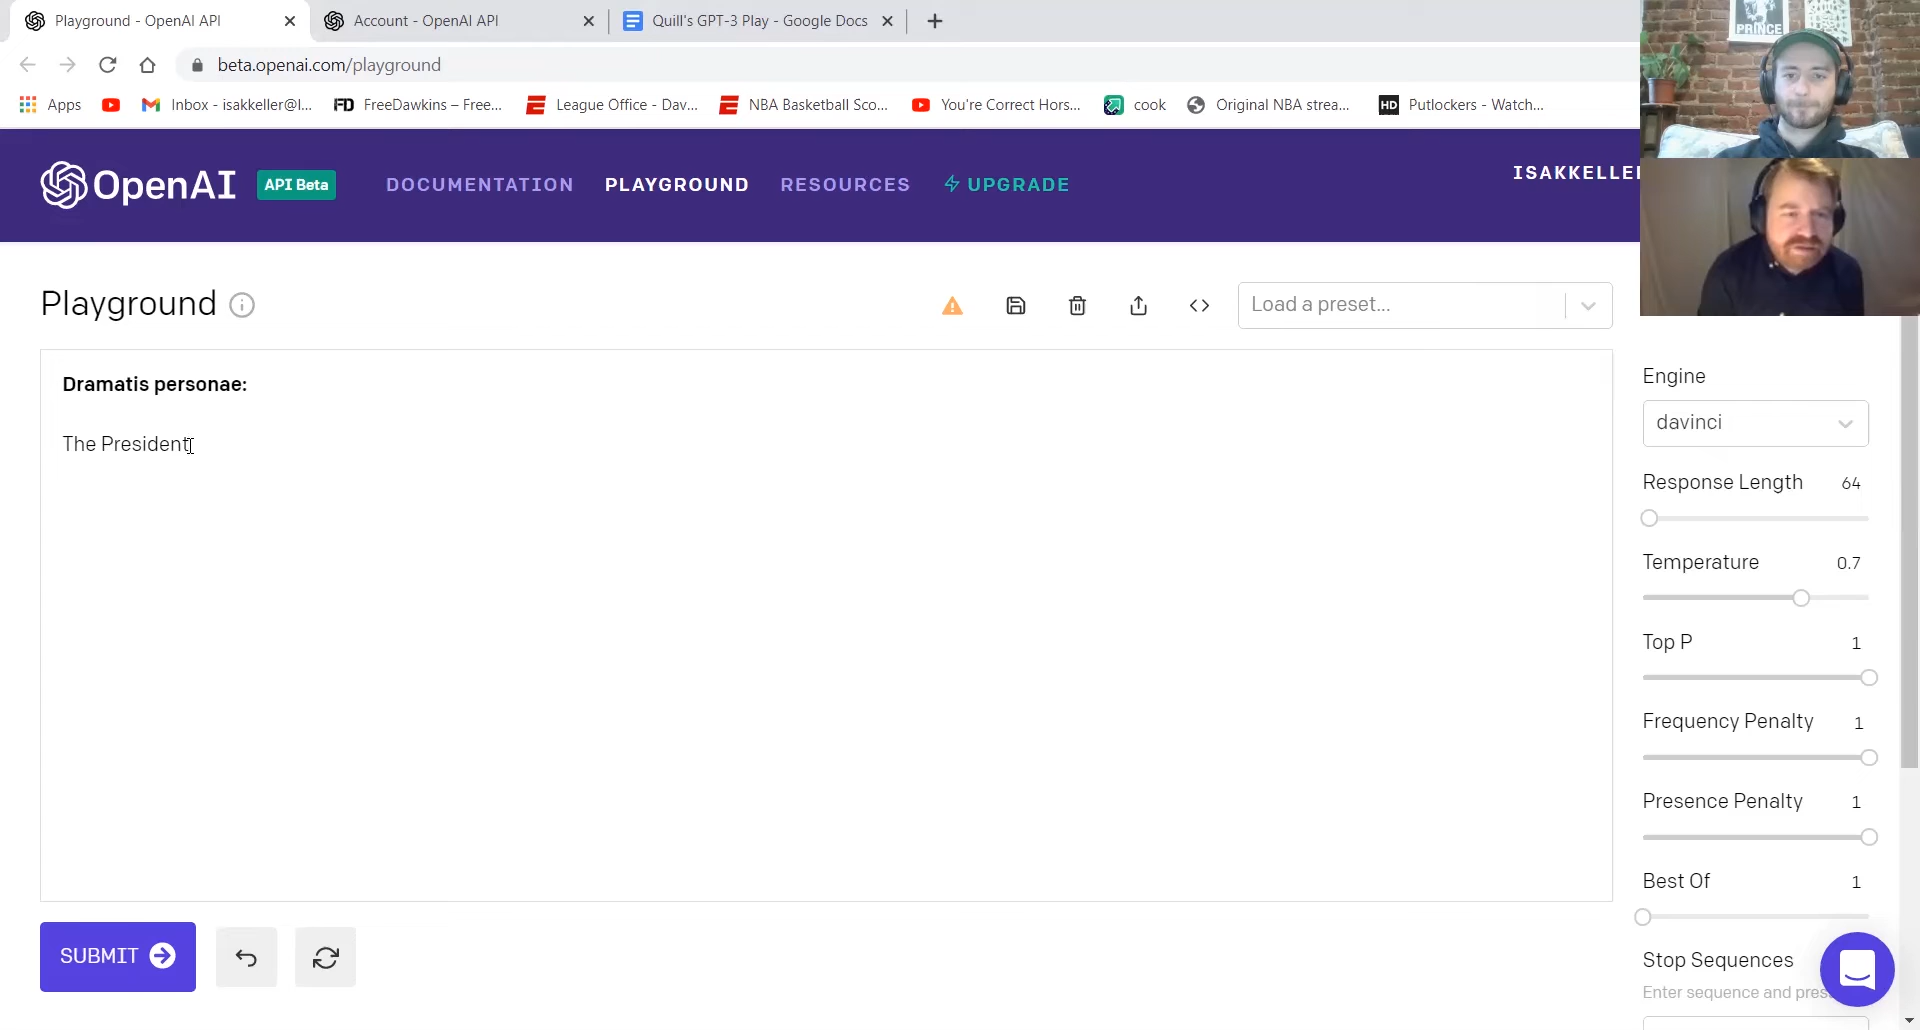 Playground - OpenAI API
Account - OpenAI API
Quill's GPT-3 Play - Google Docs
beta.openai.com/playground
Apps
Inbox - isakkeller@l...
FD FreeDawkins – Free...
League Office - Dav...
NBA Basketball Sco...
You're Correct Hors...
cook
Original NBA strea...
HD Putlockers - Watch...
PRINCE
OpenAI API Beta
DOCUMENTATION
PLAYGROUND
RESOURCES
UPGRADE
ISAKKELLE
Playground
Load a preset...
Dramatis personae:
The President
Engine
davinci
Response Length 64
Temperature 0.7
Top P 1
Frequency Penalty 1
Presence Penalty 1
Best Of 1
Stop Sequences
Enter sequence and pres
SUBMIT